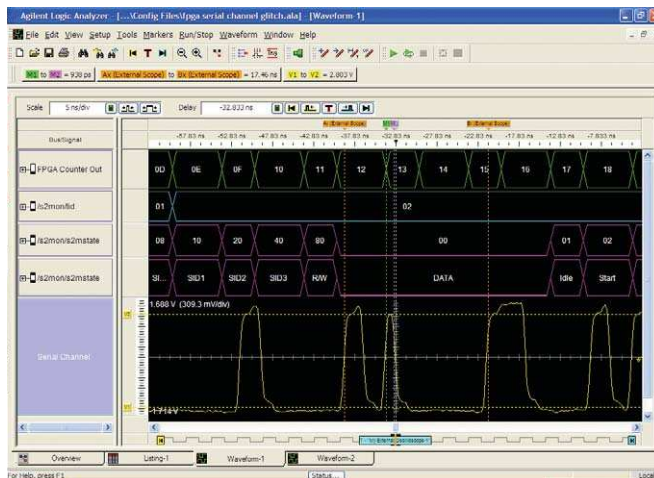 Agilent Logic Analyzer - [...\Config Files\fpga serial channel glitch.ala] - [Waveform-1]
File Edit View Setup Tools Markers Run/Stop Waveform Window Help
M1 to M2 = 938 ps Ax (External Scope) to Bx (External Scope) = 17.46 ns V1 to V2 = 2.803 V
Scale 5 ns/div Delay -32.833 ns
Bus/Signal
-57.83 ns -52.83 ns -47.83 ns -42.83 ns -37.83 ns -32.83 ns -27.83 ns -22.83 ns -17.83 ns -12.83 ns -7.833 ns
FPGA Counter Out 0D 0E 0F 10 11 12 13 14 15 16 17 18
/s2mon/tid 01 02
/s2mon/s2mstate 08 10 20 40 80 00 01 02
/s2mon/s2mstate SI... SID1 SID2 SID3 R/W DATA Idle Start
1.688 V (309.3 mV/div)
Serial Channel
Overview Listing-1 Waveform-1 Waveform-2
For Help, press F1 Status... Local